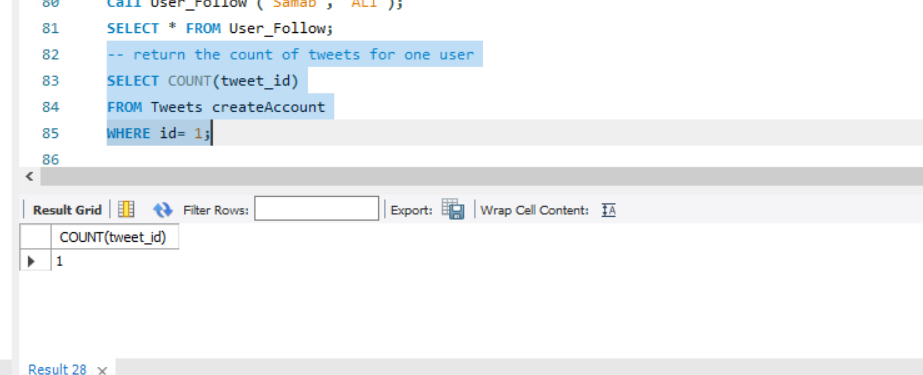 80 Call User_Follow ( "Samab", "ALI");
81 SELECT * FROM User_Follow;
82 -- return the count of tweets for one user
83 SELECT COUNT(tweet_id)
84 FROM Tweets createAccount
85 WHERE id= 1;
86
Result Grid Filter Rows: Export: Wrap Cell Content: IA
COUNT(tweet_id)
1
Result 28 ×